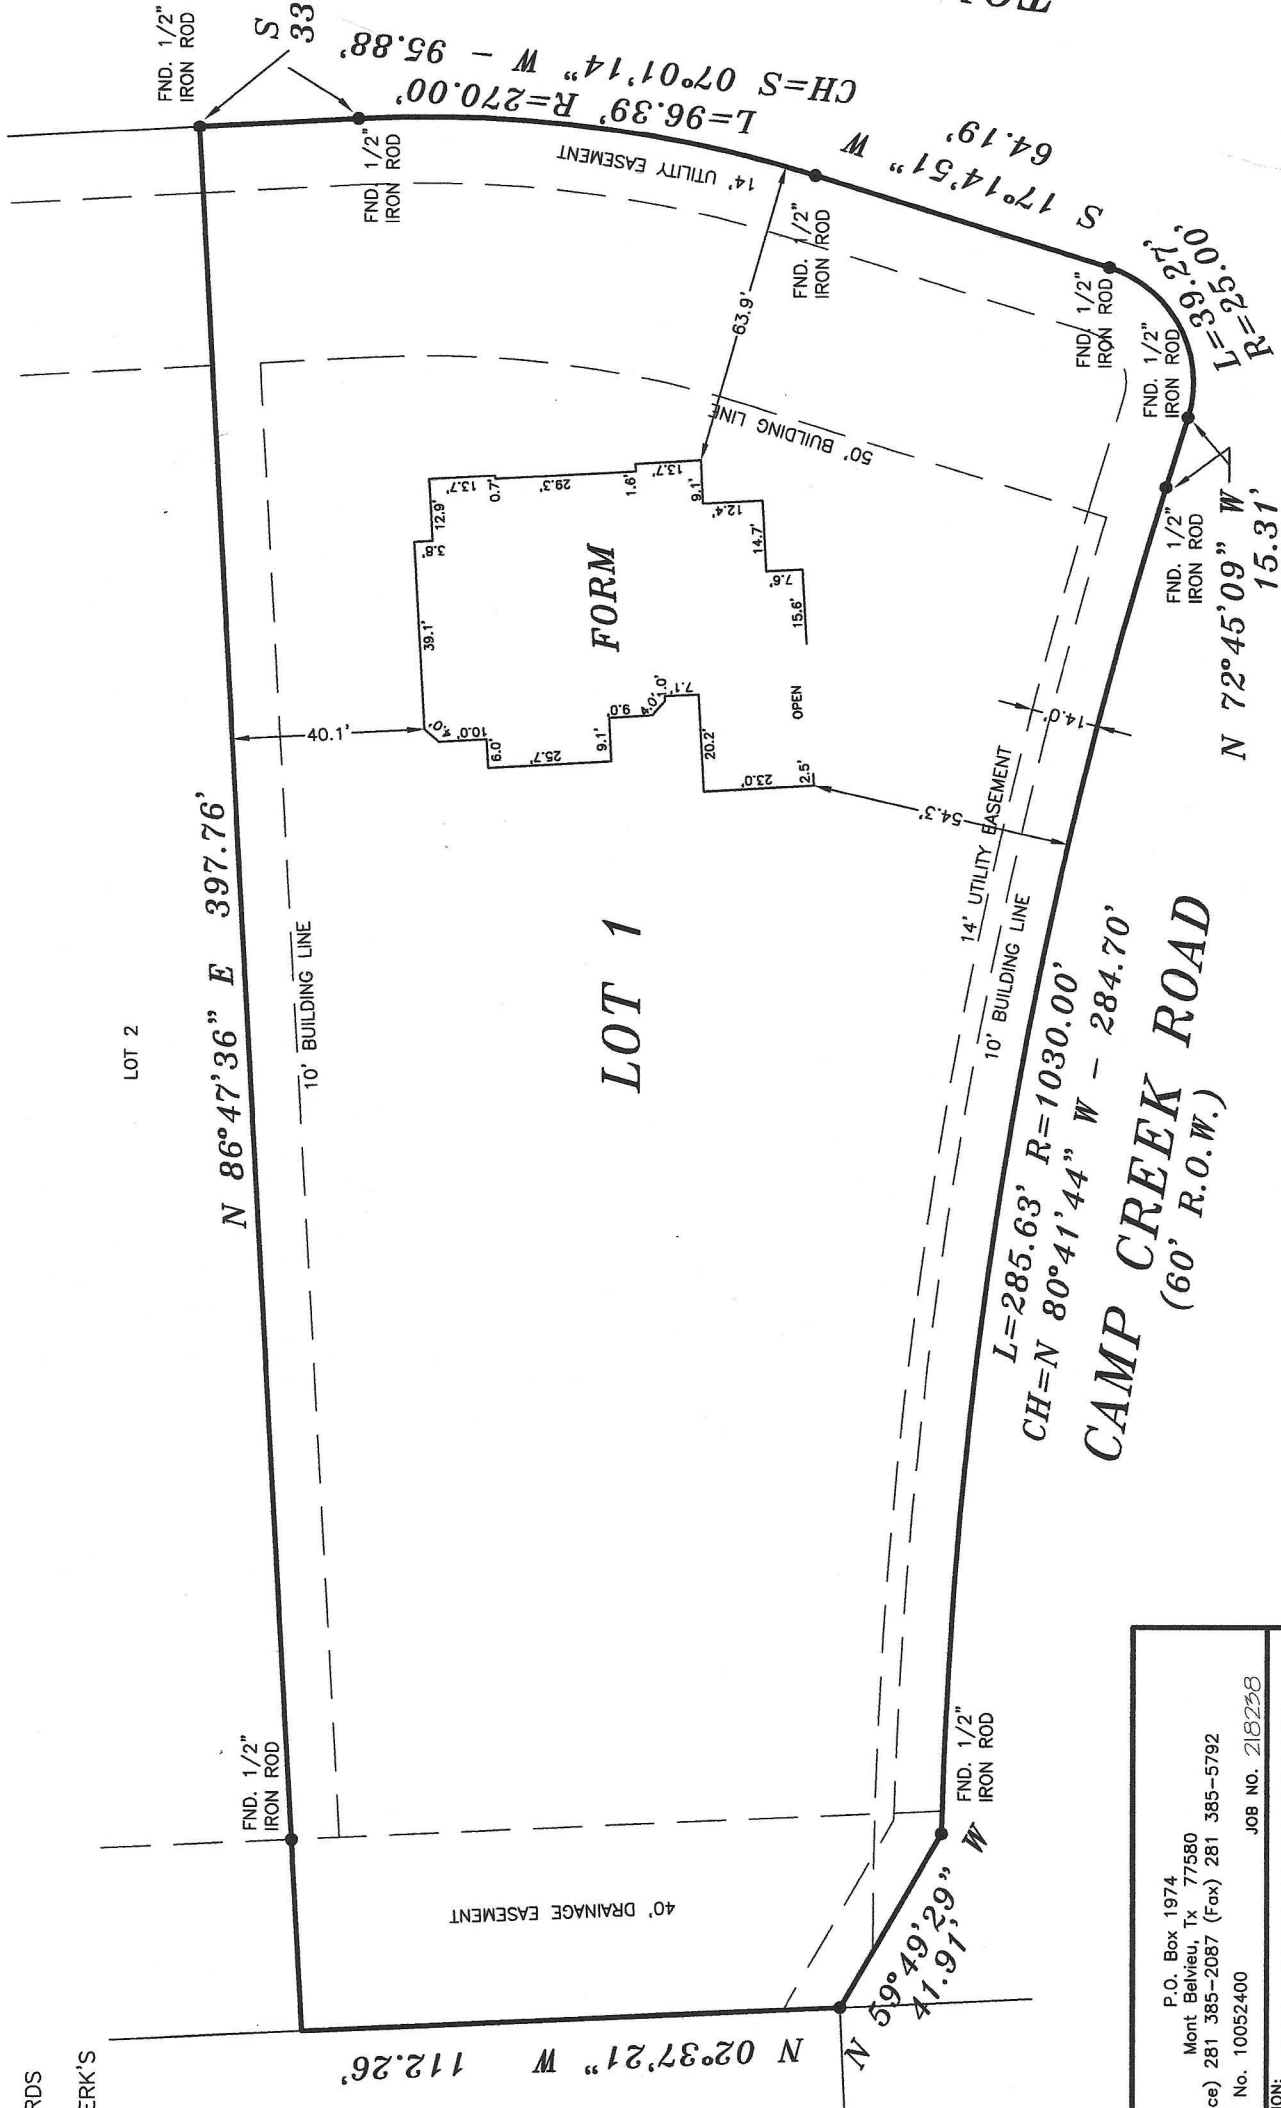 RDS
ERK'S
LOT 2
N 86°47'36" E 397.76'
FND. 1/2"
IRON ROD
FND. 1/2"
IRON ROD
S
33
FND. 1/2"
IRON ROD
L=96.39' R=270.00'
CH=S 07°01'14" W - 95.88'
14' UTILITY EASEMENT
FND. 1/2"
IRON ROD
S 17°14'51" W
64.19'
FND. 1/2"
IRON ROD
L=39.27'
R=25.00'
FND. 1/2"
IRON ROD
FND. 1/2"
IRON ROD
N 72°45'09" W
15.31'
10' BUILDING LINE
50' BUILDING LINE
40.1'
63.9'
54.3'
14.0'
FORM
OPEN
39.1'
3.8'
12.9'
13.7'
0.7'
29.3'
1.6'
13.7'
9.1'
12.4'
14.7'
7.6'
15.6'
2.5'
23.0'
20.2'
7.1'
1.0'
4.0'
9.0'
9.1'
25.7'
6.0'
10.0'
4.0'
LOT 1
14' UTILITY EASEMENT
10' BUILDING LINE
L=285.63' R=1030.00'
CH=N 80°41'44" W - 284.70'
CAMP CREEK ROAD
(60' R.O.W.)
FND. 1/2"
IRON ROD
40' DRAINAGE EASEMENT
N 02°37'21" W 112.26'
N 59°49'29" W
41.91'
P.O. Box 1974
Mont Belvieu, Tx 77580
ce) 281 385-2087 (Fax) 281 385-5792
No. 10052400 JOB NO. 218238
ION: